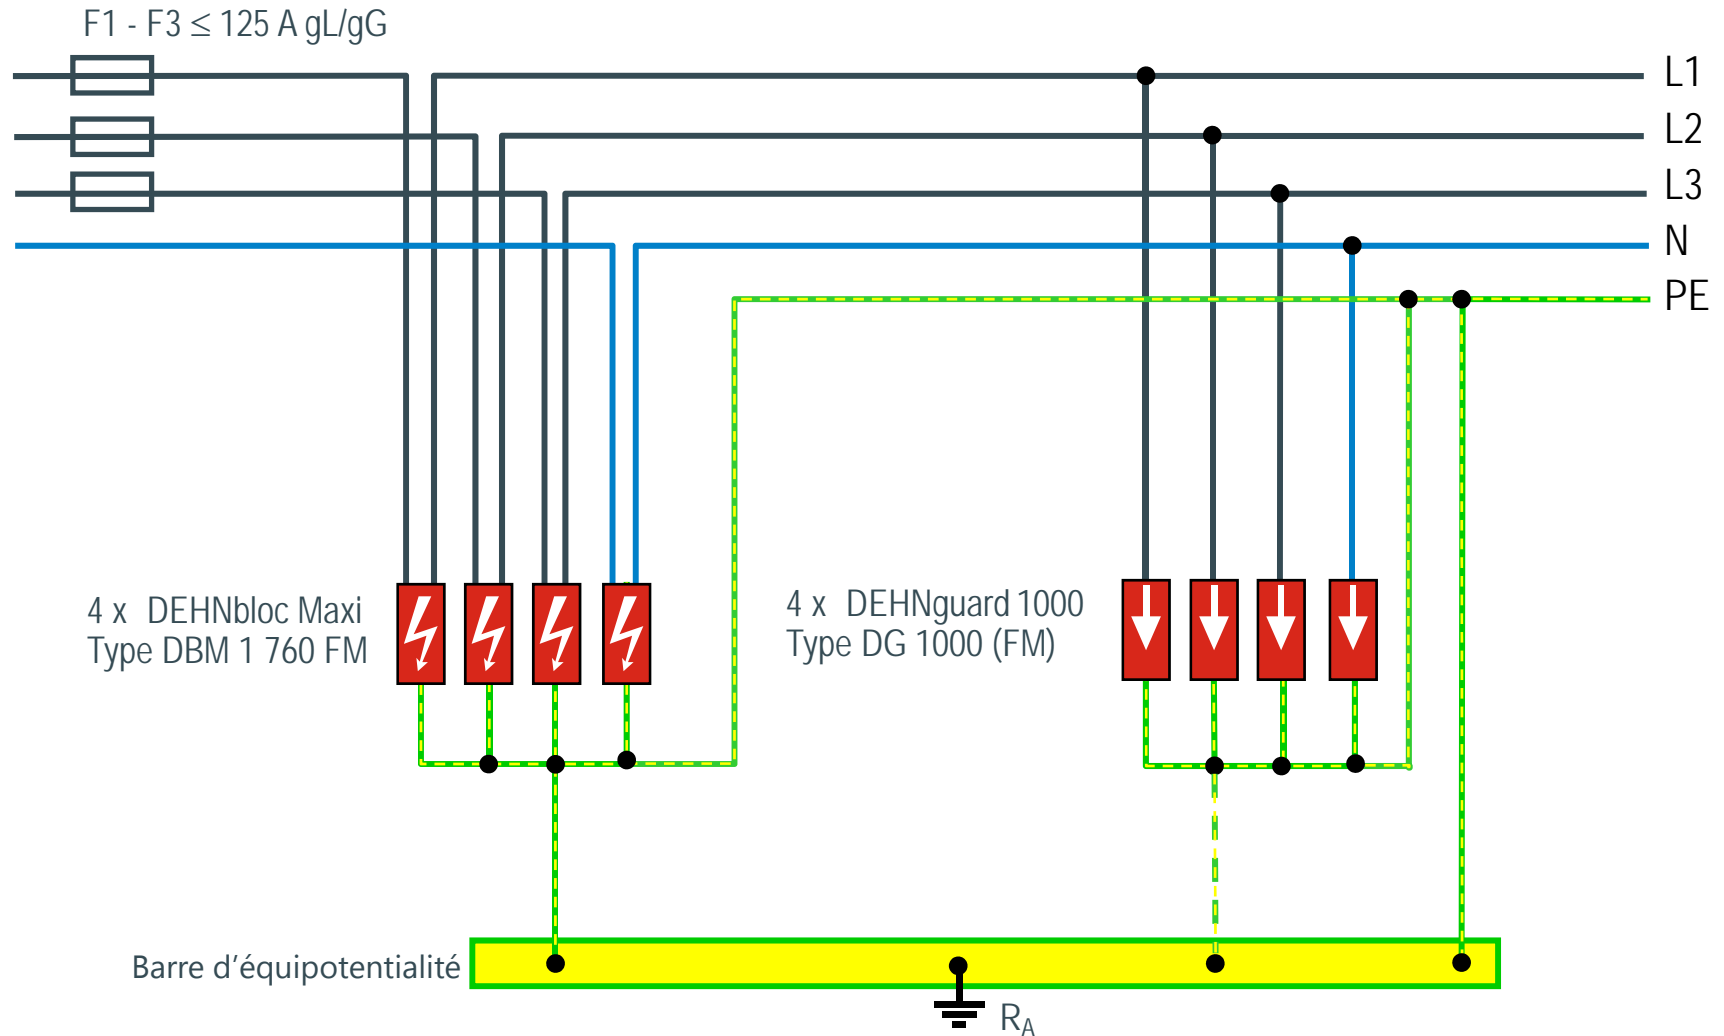 F1 - F3 ≤ 125 A gL/gG
L1
L2
L3
N
PE
4 x DEHNbloc Maxi
Type DBM 1 760 FM
4 x DEHNguard 1000
Type DG 1000 (FM)
Barre d'équipotentialité
RA